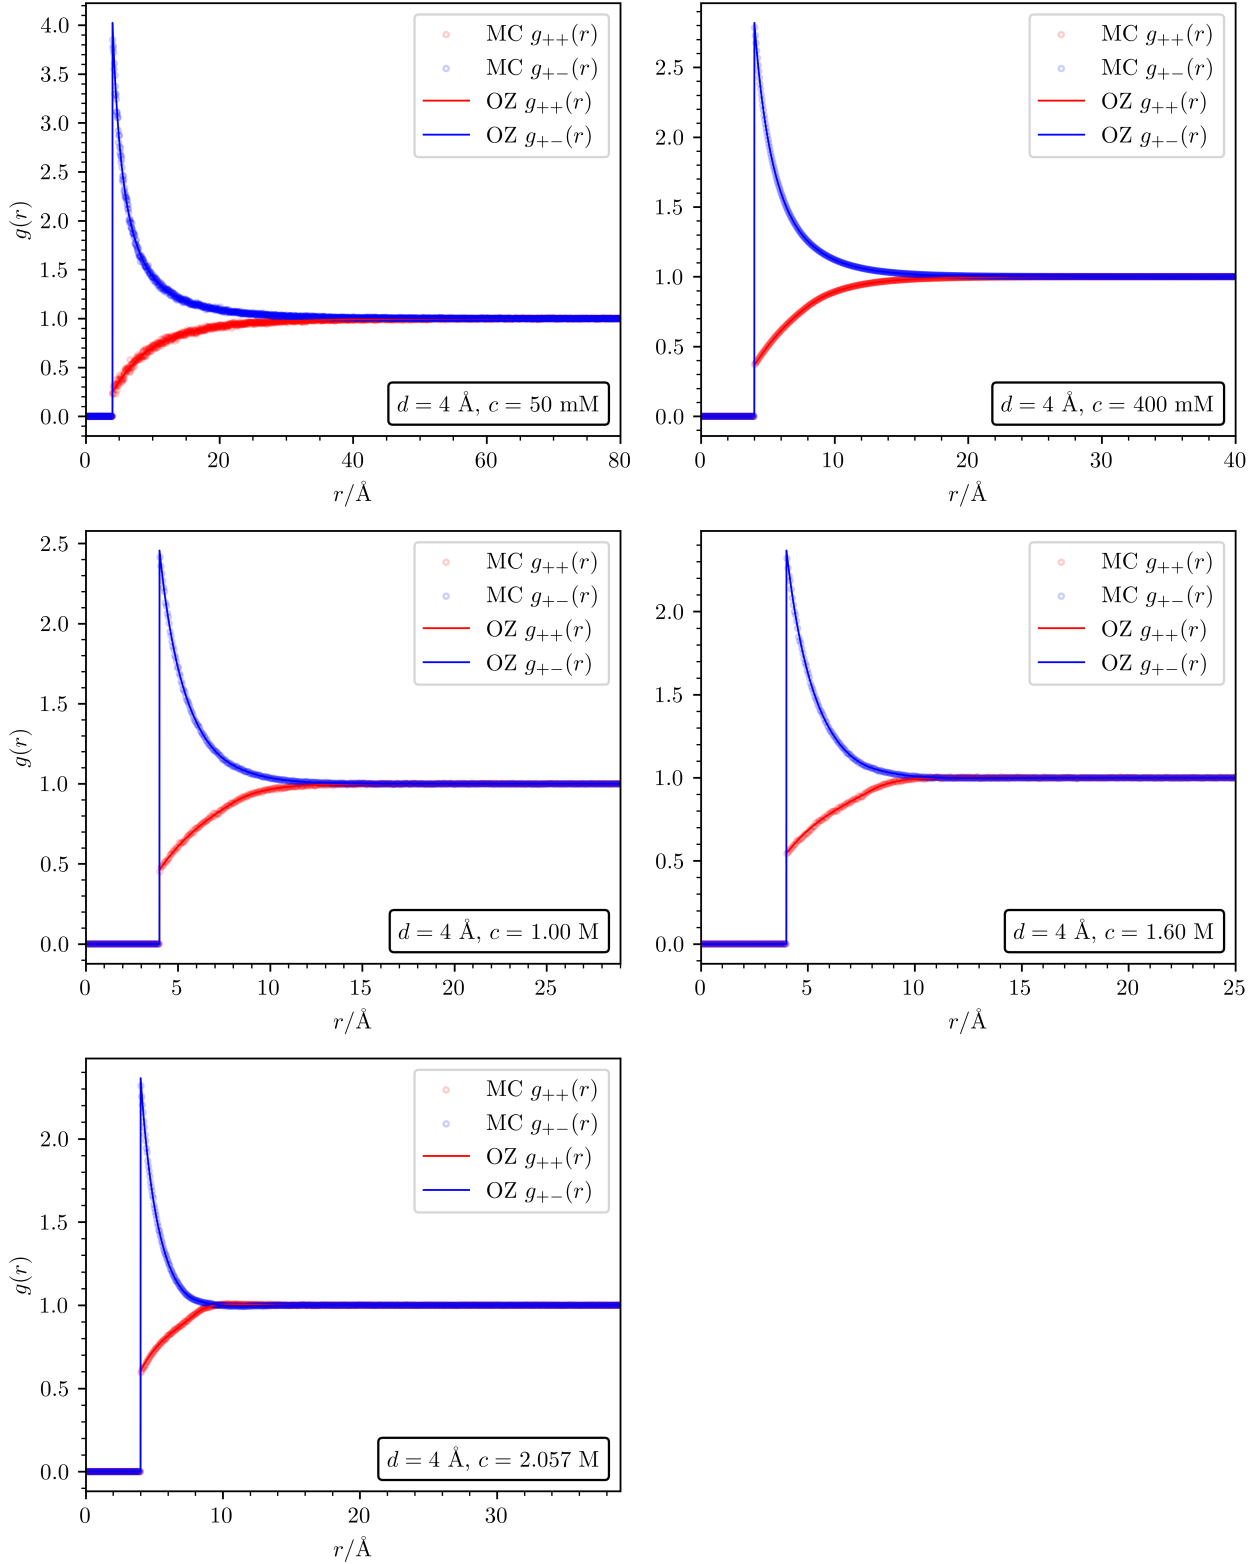 4.0
3.5
3.0
2.5
2.0
1.5
1.0
0.5
0.0
g(r)
0 20 40 60 80
r/Å
MC g++(r)
MC g+−(r)
OZ g++(r)
OZ g+−(r)
d = 4 Å, c = 50 mM
2.5
2.0
1.5
1.0
0.5
0.0
0 10 20 30 40
r/Å
MC g++(r)
MC g+−(r)
OZ g++(r)
OZ g+−(r)
d = 4 Å, c = 400 mM
2.5
2.0
1.5
1.0
0.5
0.0
g(r)
0 5 10 15 20 25
r/Å
MC g++(r)
MC g+−(r)
OZ g++(r)
OZ g+−(r)
d = 4 Å, c = 1.00 M
2.0
1.5
1.0
0.5
0.0
0 5 10 15 20 25
r/Å
MC g++(r)
MC g+−(r)
OZ g++(r)
OZ g+−(r)
d = 4 Å, c = 1.60 M
2.0
1.5
1.0
0.5
0.0
g(r)
0 10 20 30
r/Å
MC g++(r)
MC g+−(r)
OZ g++(r)
OZ g+−(r)
d = 4 Å, c = 2.057 M